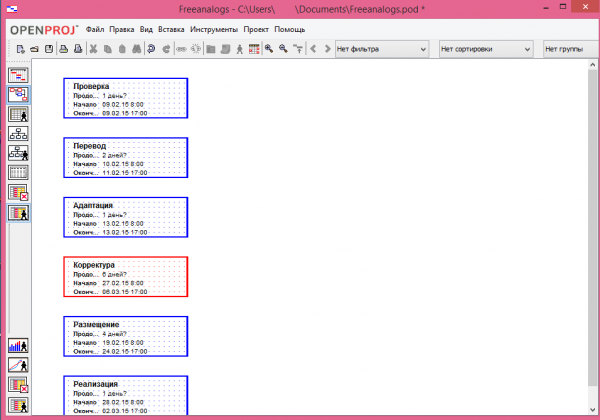 Freeanalogs - C:\Users\ \Documents\Freeanalogs.pod *
OPENPROJ
Файл Правка Вид Вставка Инструменты Проект Помощь
Нет фильтра Нет сортировки Нет группы
Проверка
Продо... 1 день?
Начало 09.02.15 8:00
Оконч... 09.02.15 17:00
Перевод
Продо... 2 дней?
Начало 10.02.15 8:00
Оконч... 11.02.15 17:00
Адаптация
Продо... 1 день?
Начало 13.02.15 8:00
Оконч... 13.02.15 17:00
Корректура
Продо... 6 дней?
Начало 27.02.15 8:00
Оконч... 06.03.15 17:00
Размещение
Продо... 4 дней?
Начало 19.02.15 8:00
Оконч... 24.02.15 17:00
Реализация
Продо... 1 день?
Начало 28.02.15 8:00
Оконч... 02.03.15 17:00